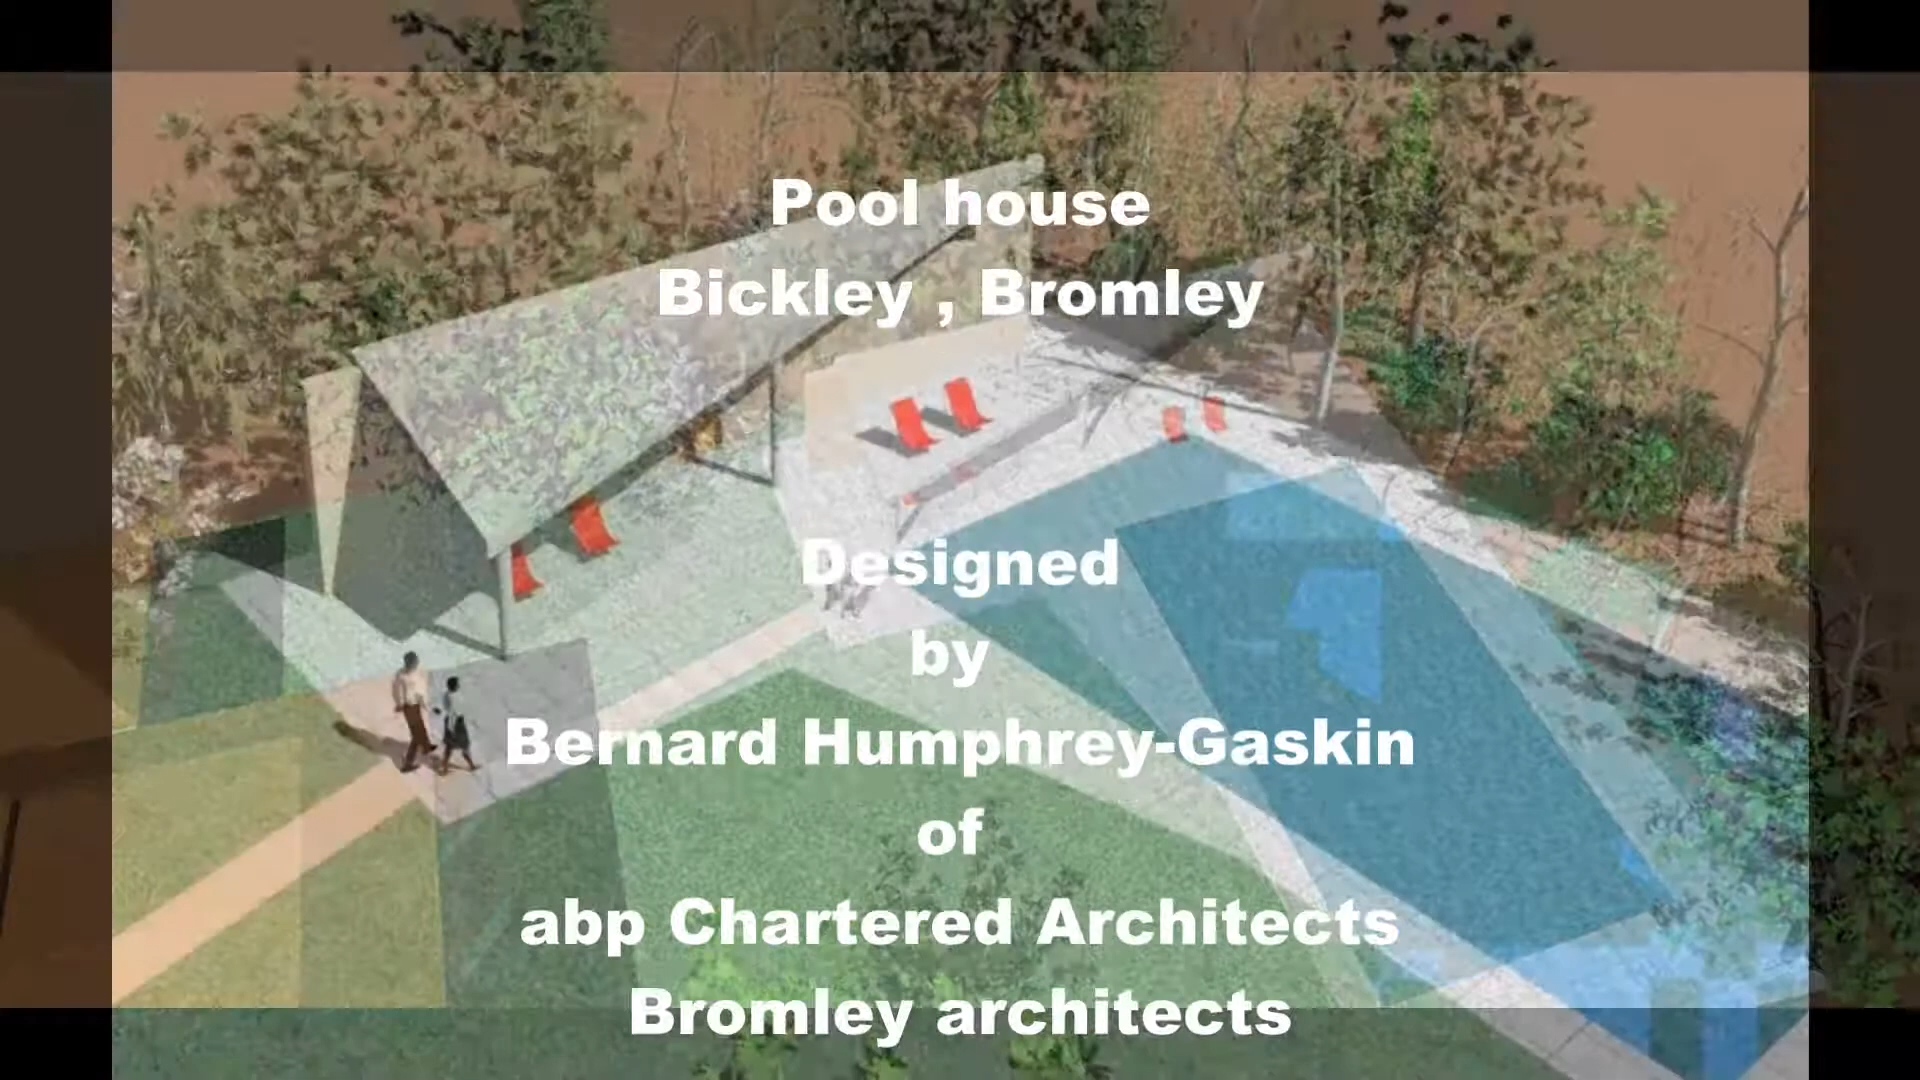 Pool house
Bickley , Bromley
Designed
by
Bernard Humphrey-Gaskin
of
abp Chartered Architects
Bromley architects